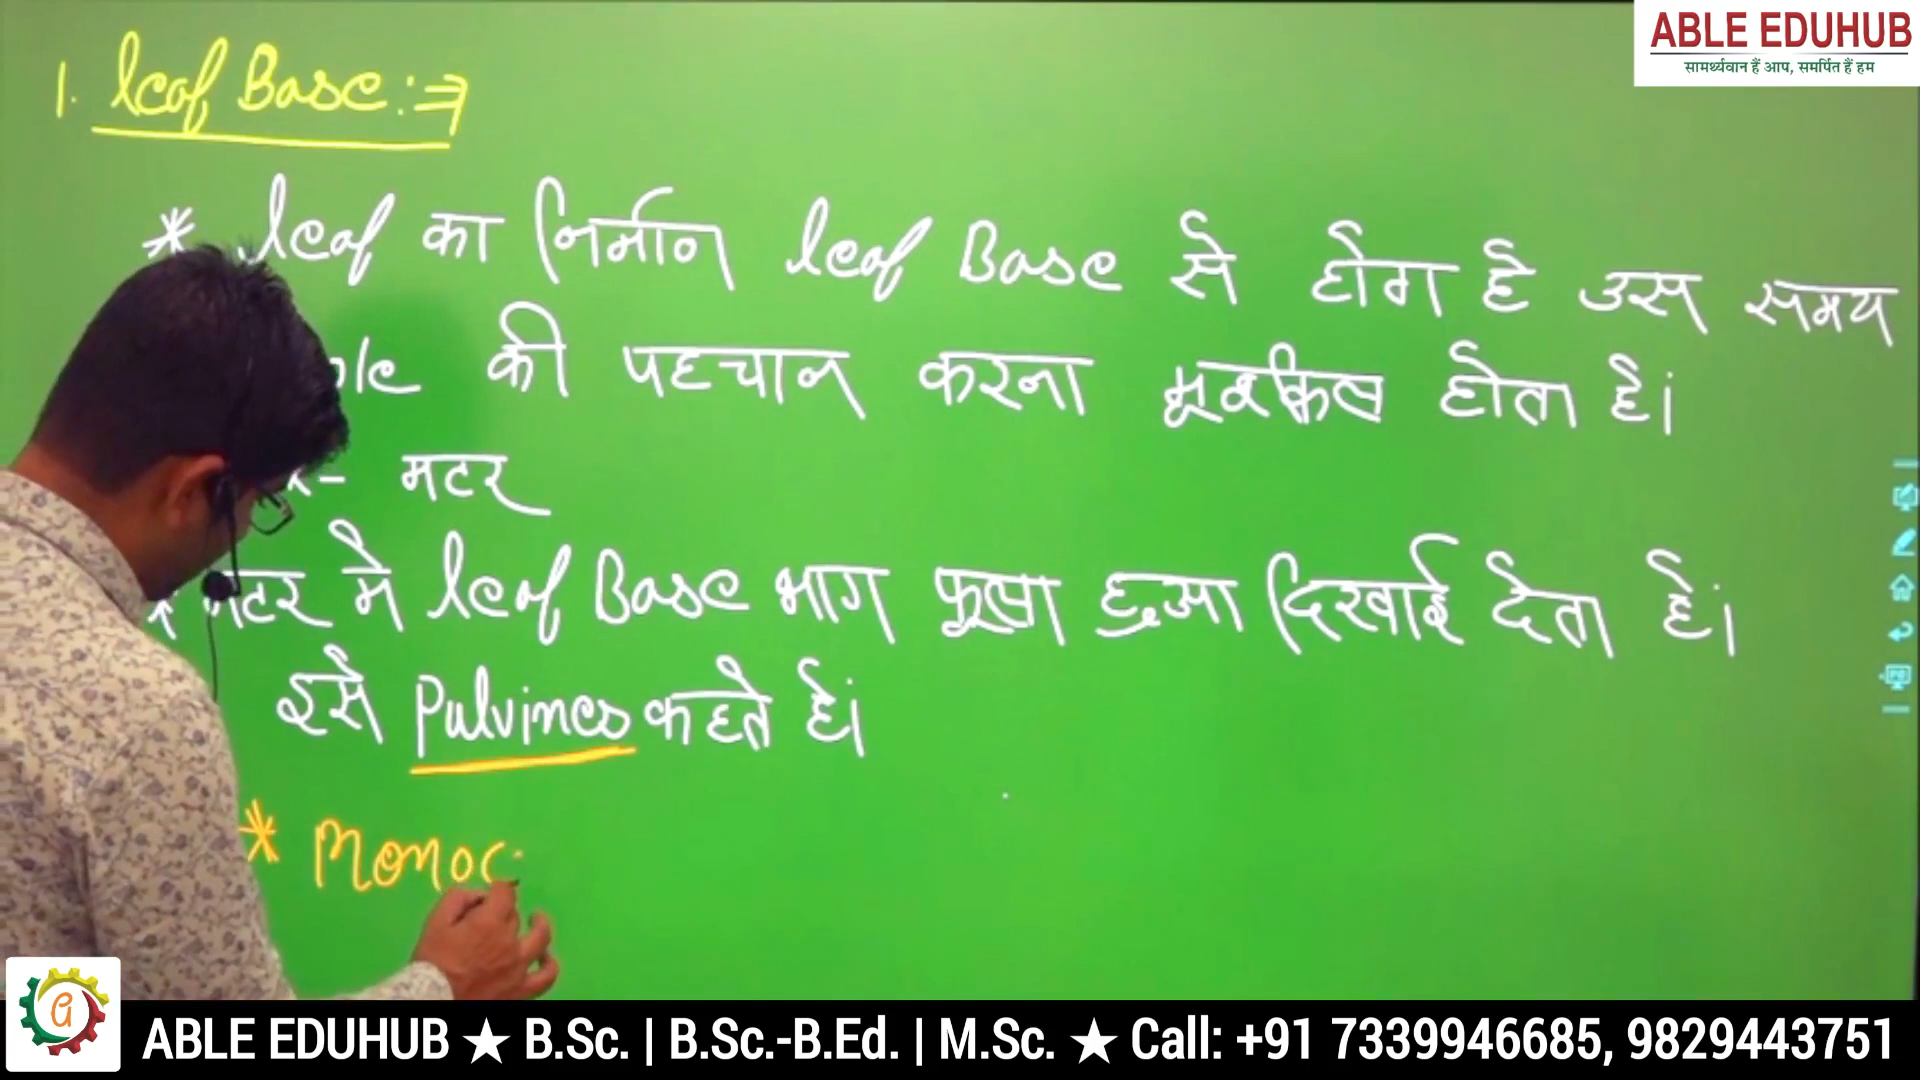 ABLE EDUHUB
सामर्थ्यवान हैं आप, समर्पित हैं हम
1. leaf Base :⇒
* leaf का निर्मान leaf Base से होता है उस समय
की पहचान करना मूश्किल होता है।
मटर
* मटर मे leaf Base भाग फूला हुआ दिखाई देता है।
इसे Pulvines कहते है।
* Monoc
ABLE EDUHUB ★ B.Sc. | B.Sc.-B.Ed. | M.Sc. ★ Call: +91 7339946685, 9829443751